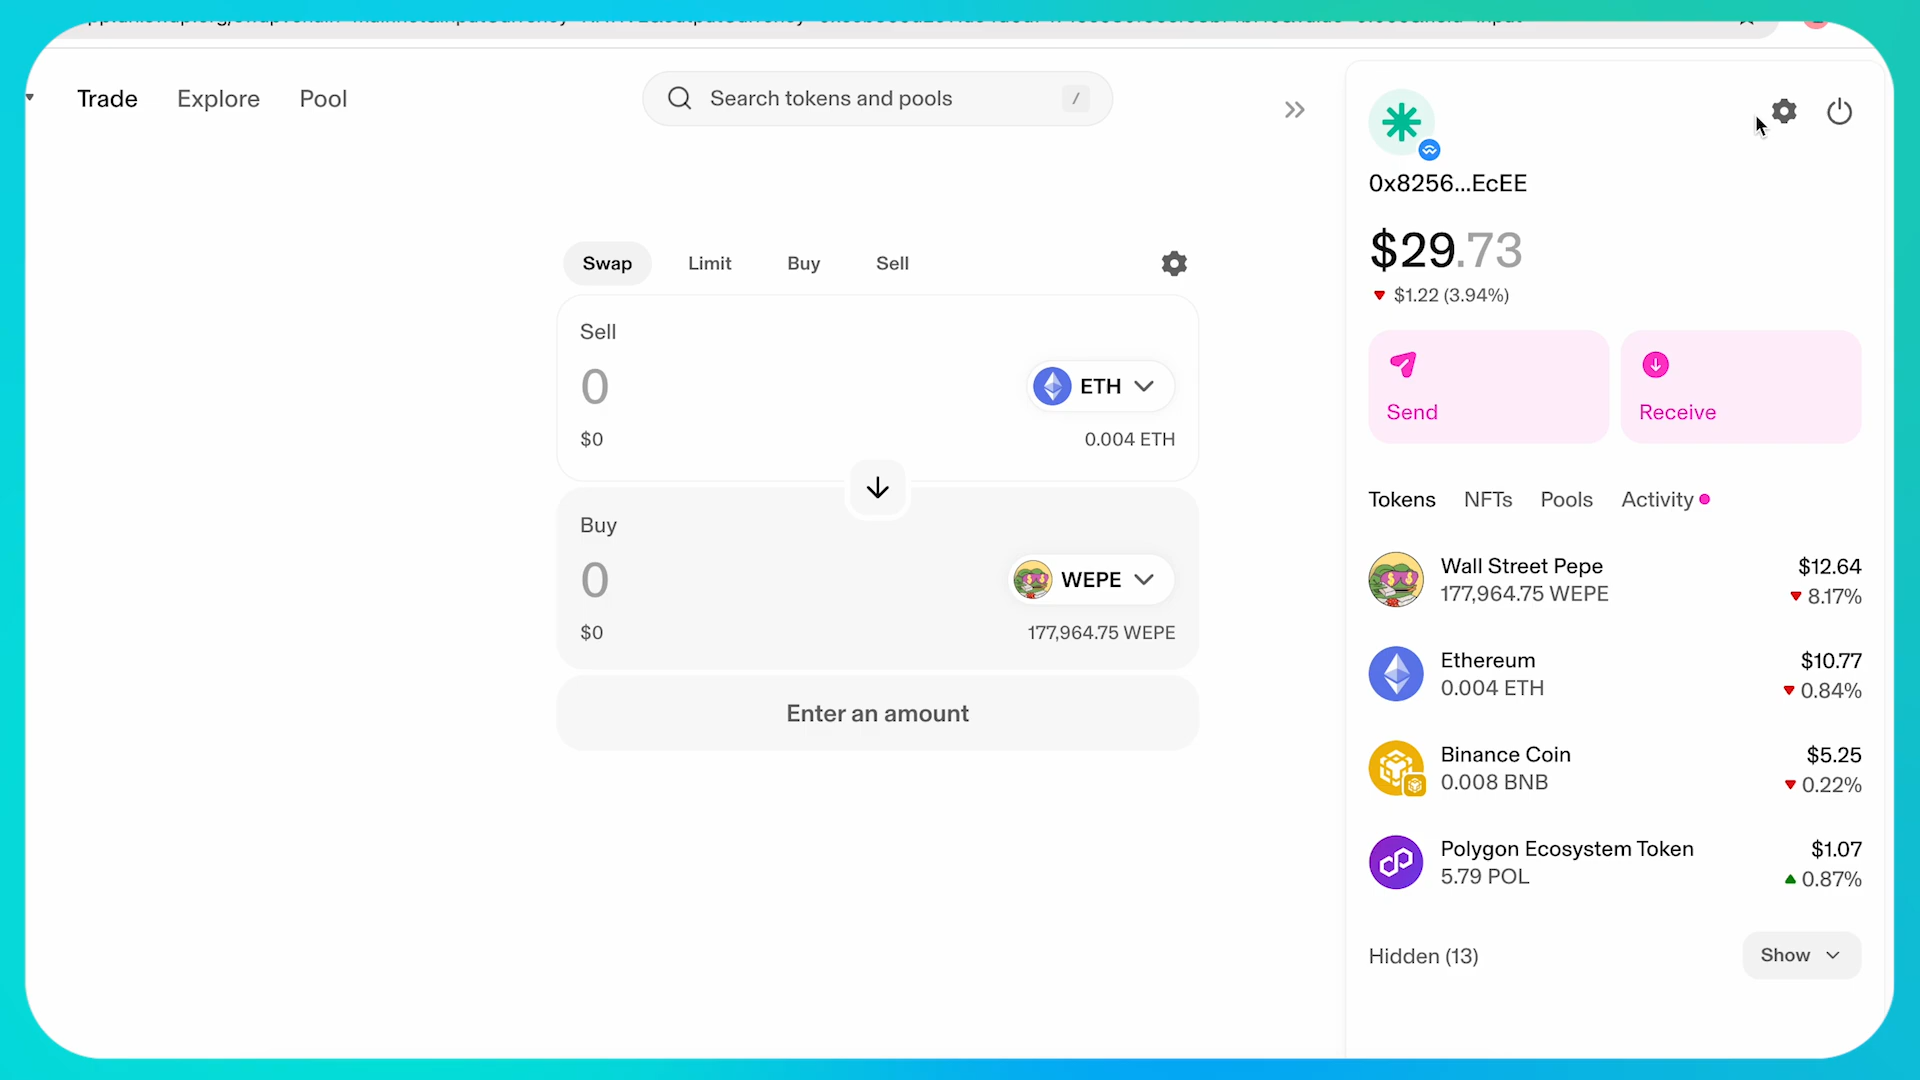 Trade
Explore
Pool
Search tokens and pools
/
0x8256...EcEE
$29.73
$1.22 (3.94%)
Send
Receive
Swap
Limit
Buy
Sell
Sell
0
ETH
$0
0.004 ETH
Buy
0
WEPE
$0
177,964.75 WEPE
Enter an amount
Tokens
NFTs
Pools
Activity
Wall Street Pepe
$12.64
177,964.75 WEPE
8.17%
Ethereum
$10.77
0.004 ETH
0.84%
Binance Coin
$5.25
0.008 BNB
0.22%
Polygon Ecosystem Token
$1.07
5.79 POL
0.87%
Hidden (13)
Show